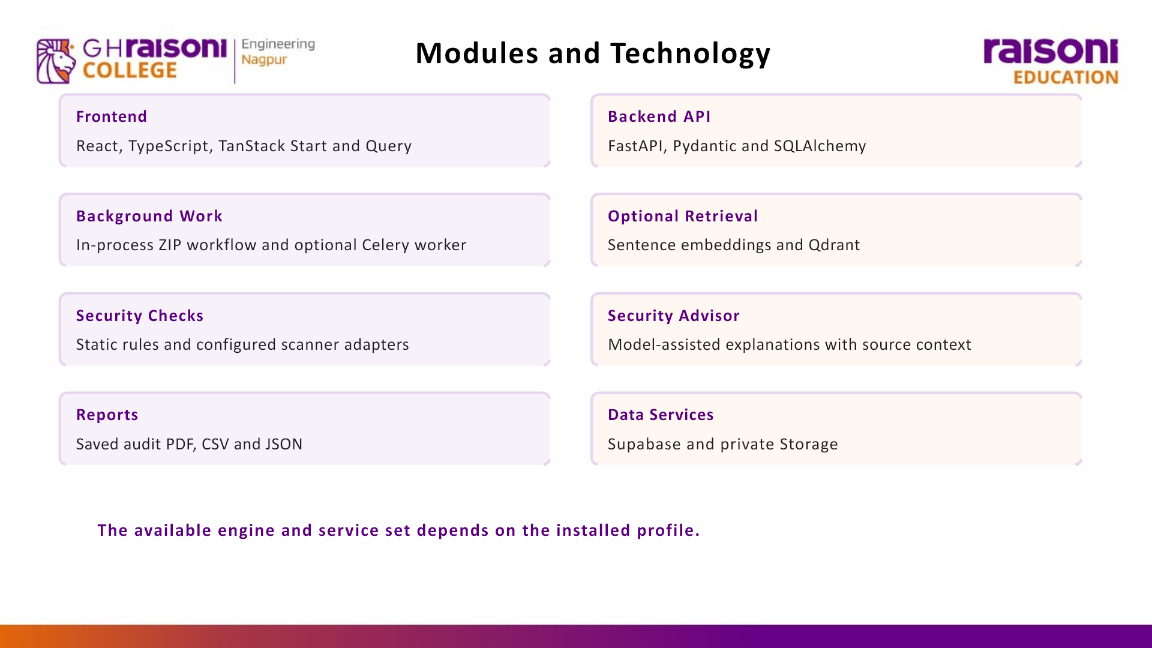 GHraisoni
COLLEGE
Engineering
Nagpur
Modules and Technology
raisoni
EDUCATION
Frontend
React, TypeScript, TanStack Start and Query
Backend API
FastAPI, Pydantic and SQLAlchemy
Background Work
In-process ZIP workflow and optional Celery worker
Optional Retrieval
Sentence embeddings and Qdrant
Security Checks
Static rules and configured scanner adapters
Security Advisor
Model-assisted explanations with source context
Reports
Saved audit PDF, CSV and JSON
Data Services
Supabase and private Storage
The available engine and service set depends on the installed profile.